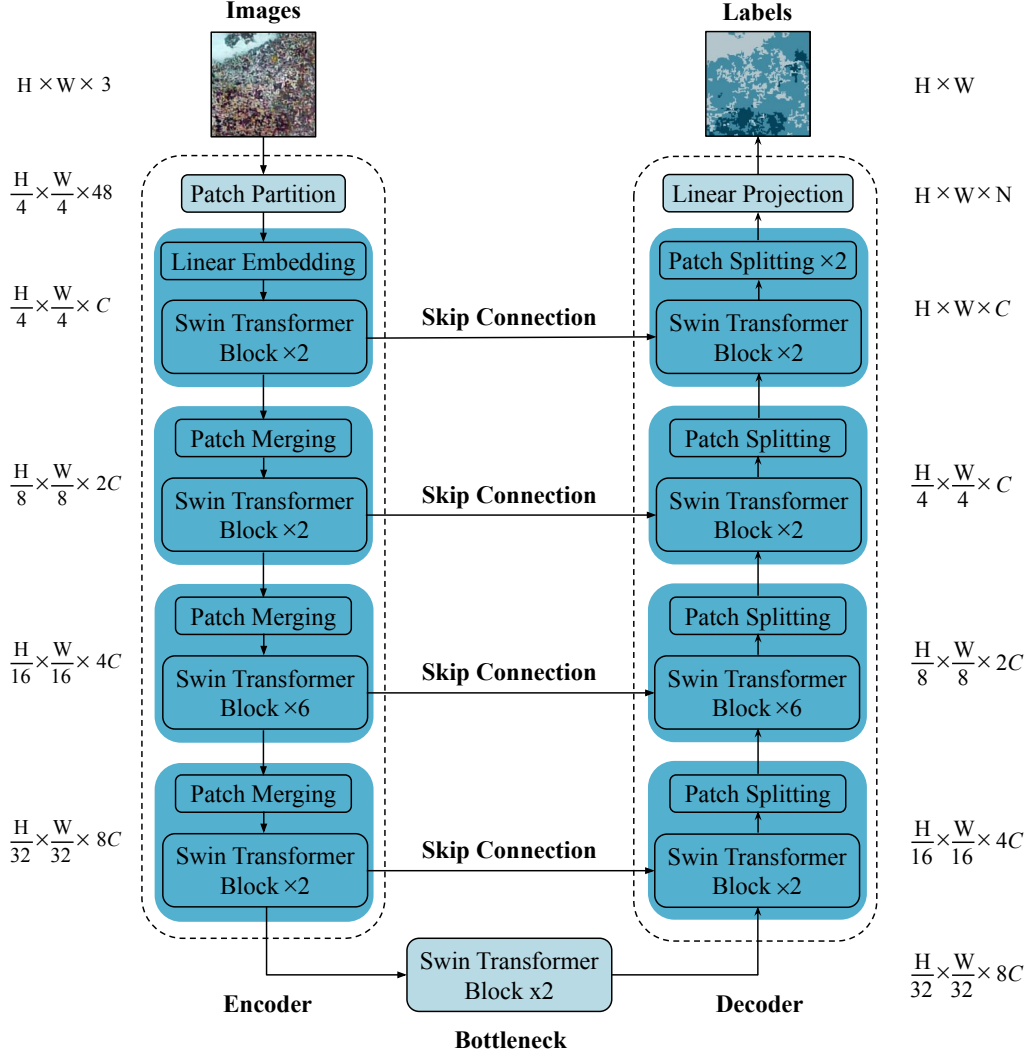 Images
Labels
H × W × 3
H × W
Patch Partition
Linear Projection
H/4 × W/4 × 48
H × W × N
Linear Embedding
Patch Splitting ×2
H/4 × W/4 × C
Swin Transformer
Block ×2
Skip Connection
Swin Transformer
Block ×2
H × W × C
Patch Merging
Patch Splitting
H/8 × W/8 × 2C
Swin Transformer
Block ×2
Skip Connection
Swin Transformer
Block ×2
H/4 × W/4 × C
Patch Merging
Patch Splitting
H/16 × W/16 × 4C
Swin Transformer
Block ×6
Skip Connection
Swin Transformer
Block ×6
H/8 × W/8 × 2C
Patch Merging
Patch Splitting
H/32 × W/32 × 8C
Swin Transformer
Block ×2
Skip Connection
Swin Transformer
Block ×2
H/16 × W/16 × 4C
Swin Transformer
Block x2
H/32 × W/32 × 8C
Encoder
Decoder
Bottleneck